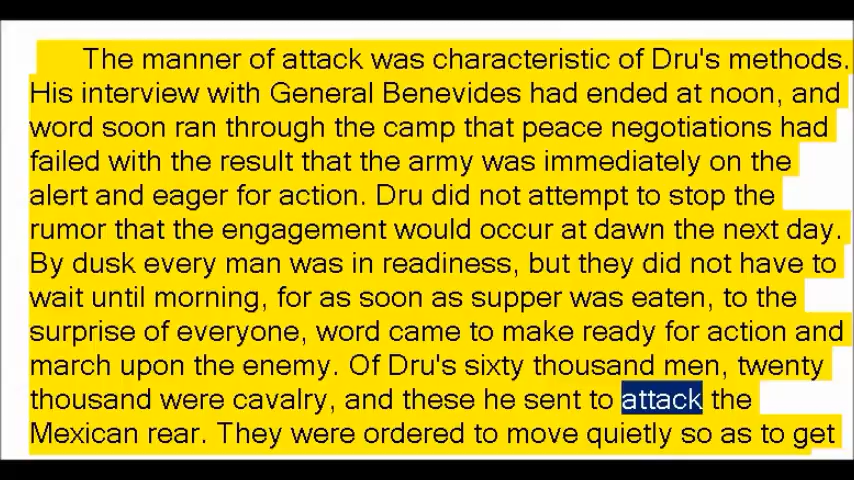 The manner of attack was characteristic of Dru's methods.
His interview with General Benevides had ended at noon, and
word soon ran through the camp that peace negotiations had
failed with the result that the army was immediately on the
alert and eager for action. Dru did not attempt to stop the
rumor that the engagement would occur at dawn the next day.
By dusk every man was in readiness, but they did not have to
wait until morning, for as soon as supper was eaten, to the
surprise of everyone, word came to make ready for action and
march upon the enemy. Of Dru's sixty thousand men, twenty
thousand were cavalry, and these he sent to attack the
Mexican rear. They were ordered to move quietly so as to get